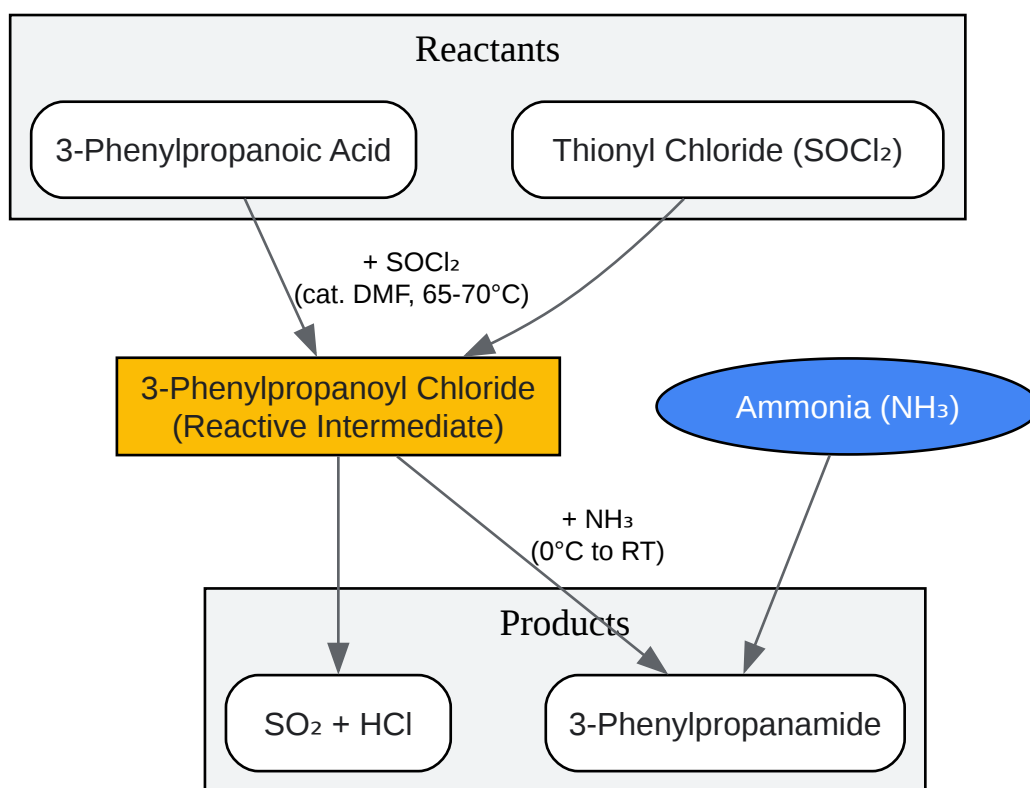 Reactants
3-Phenylpropanoic Acid
Thionyl Chloride (SOCl₂)
+ SOCl₂
(cat. DMF, 65-70°C)
3-Phenylpropanoyl Chloride
(Reactive Intermediate)
Ammonia (NH₃)
+ NH₃
(0°C to RT)
Products
SO₂ + HCl
3-Phenylpropanamide